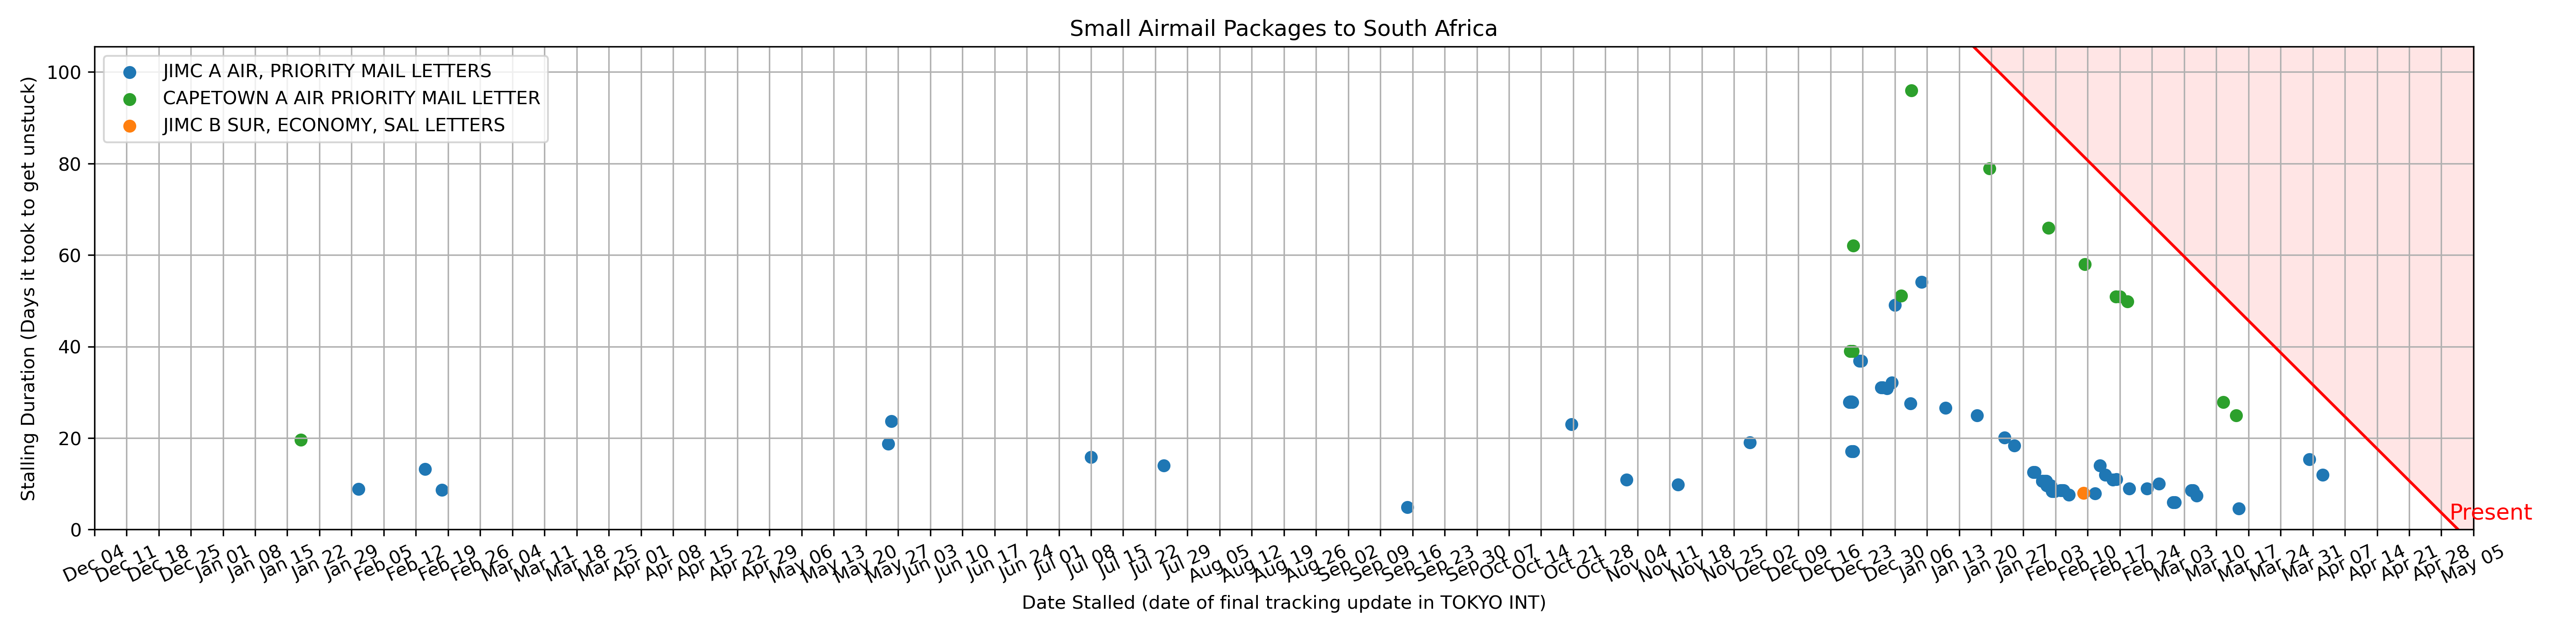 Small Airmail Packages to South Africa
JIMC A AIR, PRIORITY MAIL LETTERS
CAPETOWN A AIR PRIORITY MAIL LETTER
JIMC B SUR, ECONOMY, SAL LETTERS
Stalling Duration (Days it took to get unstuck)
100
80
60
40
20
0
Present
Dec 04 Dec 11 Dec 18 Dec 25 Jan 01 Jan 08 Jan 15 Jan 22 Jan 29 Feb 05 Feb 12 Feb 19 Feb 26 Mar 04 Mar 11 Mar 18 Mar 25 Apr 01 Apr 08 Apr 15 Apr 22 Apr 29 May 06 May 13 May 20 May 27 Jun 03 Jun 10 Jun 17 Jun 24 Jul 01 Jul 08 Jul 15 Jul 22 Jul 29 Aug 05 Aug 12 Aug 19 Aug 26 Sep 02 Sep 09 Sep 16 Sep 23 Sep 30 Oct 07 Oct 14 Oct 21 Oct 28 Nov 04 Nov 11 Nov 18 Nov 25 Dec 02 Dec 09 Dec 16 Dec 23 Dec 30 Jan 06 Jan 13 Jan 20 Jan 27 Feb 03 Feb 10 Feb 17 Feb 24 Mar 03 Mar 10 Mar 17 Mar 24 Mar 31 Apr 07 Apr 14 Apr 21 Apr 28 May 05
Date Stalled (date of final tracking update in TOKYO INT)